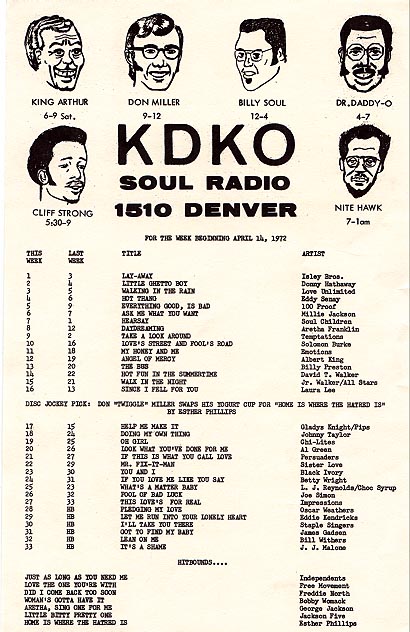 KING ARTHUR DON MILLER BILLY SOUL DR. DADDY-O
6-9 Sat. 9-12 12-4 4-7
KDKO
SOUL RADIO
1510 DENVER
CLIFF STRONG NITE HAWK
5:30-9 7-1am
FOR THE WEEK BEGINNING APRIL 14, 1972
THIS WEEK LAST WEEK TITLE ARTIST
1 3 LAY-AWAY Isley Bros.
2 4 LITTLE GHETTO BOY Donny Hathaway
3 5 WALKING IN THE RAIN Love Unlimited
4 6 HOT THANG Eddy Senay
5 9 EVERYTHING GOOD, IS BAD 100 Proof
6 7 ASK ME WHAT YOU WANT Millie Jackson
7 1 HEARSAY Soul Children
8 12 DAYDREAMING Aretha Franklin
9 2 TAKE A LOOK AROUND Temptations
10 16 LOVE'S STREET AND FOOL'S ROAD Solomon Burke
11 18 MY HONEY AND ME Emotions
12 19 ANGEL OF MERCY Albert King
13 20 THE BUS Billy Preston
14 22 HOT FUN IN THE SUMMERTIME David T. Walker
15 21 WALK IN THE NIGHT Jr. Walker/All Stars
16 13 SINCE I FELL FOR YOU Laura Lee
DISC JOCKEY PICK: DON "TWIGGLE" MILLER SWAPS HIS YOGURT CUP FOR "HOME IS WHERE THE HATRED IS"
BY ESTHER PHILLIPS
17 15 HELP ME MAKE IT Gladys Knight/Pips
18 24 DOING MY OWN THING Johnny Taylor
19 25 OH GIRL Chi-Lites
20 26 LOOK WHAT YOU'VE DONE FOR ME Al Green
21 27 IF THIS IS WHAT YOU CALL LOVE Persuaders
22 29 MR. FIX-IT-MAN Sister Love
23 30 YOU AND I Black Ivory
24 31 IF YOU LOVE ME LIKE YOU SAY Betty Wright
25 23 WHAT'S A MATTER BABY L. J. Reynolds/Choc Syrup
26 32 POOL OF BAD LUCK Joe Simon
27 33 THIS LOVE'S FOR REAL Impressions
28 HB PLEDGING MY LOVE Oscar Weathers
29 HB LET ME RUN INTO YOUR LONELY HEART Eddie Kendricks
30 HB I'LL TAKE YOU THERE Staple Singers
31 HB GOT TO FIND MY BABY James Gadson
32 HB LEAN ON ME Bill Withers
33 HB IT'S A SHAME J. J. Malone
HITBOUNDS....
JUST AS LONG AS YOU NEED ME Independents
LOVE THE ONE YOU'RE WITH Free Movement
DID I COME BACK TOO SOON Freddie North
WOMAN'S GOTTA HAVE IT Bobby Womack
ARETHA, SING ONE FOR ME George Jackson
LITTLE BITTY PRETTY ONE Jackson Five
HOME IS WHERE THE HATRED IS Esther Phillips